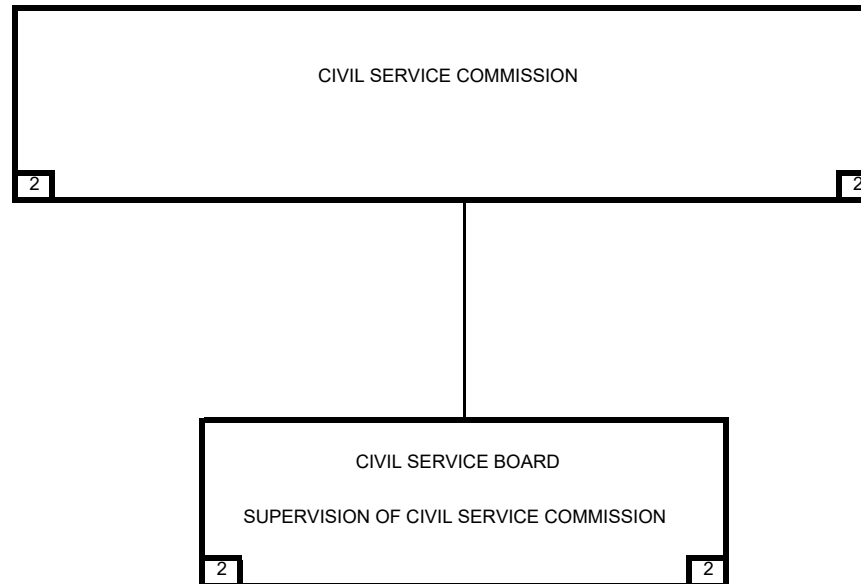 CIVIL SERVICE COMMISSION
2 2
CIVIL SERVICE BOARD
SUPERVISION OF CIVIL SERVICE COMMISSION
2 2